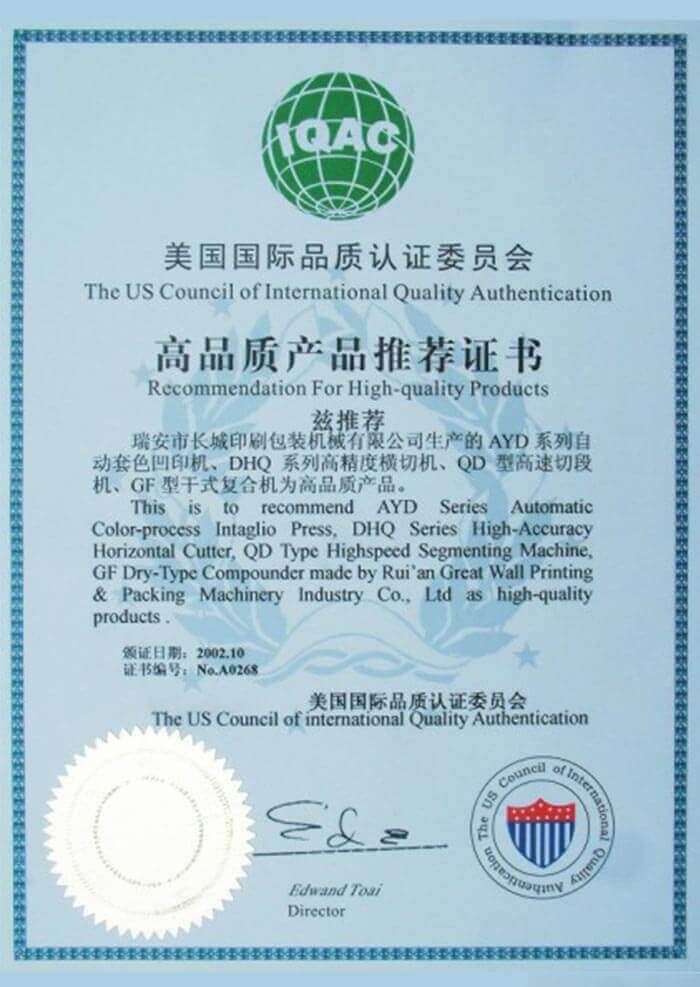 IQAC
美国国际品质认证委员会
The US Council of International Quality Authentication
高品质产品推荐证书
Recommendation For High-quality Products
兹推荐
瑞安市长城印刷包装机械有限公司生产的 AYD 系列自
动套色凹印机、DHQ 系列高精度横切机、QD 型高速切段
机、GF 型干式复合机为高品质产品。
This is to recommend AYD Series Automatic
Color-process Intaglio Press, DHQ Series High-Accuracy
Horizontal Cutter, QD Type Highspeed Segmenting Machine,
GF Dry-Type Compounder made by Rui'an Great Wall Printing
& Packing Machinery Industry Co., Ltd as high-quality
products .
颁证日期：2002.10
证书编号：No.A0268
美国国际品质认证委员会
The US Council of international Quality Authentication
The US Council of International Quality Authentication
Edwand Toai
Director